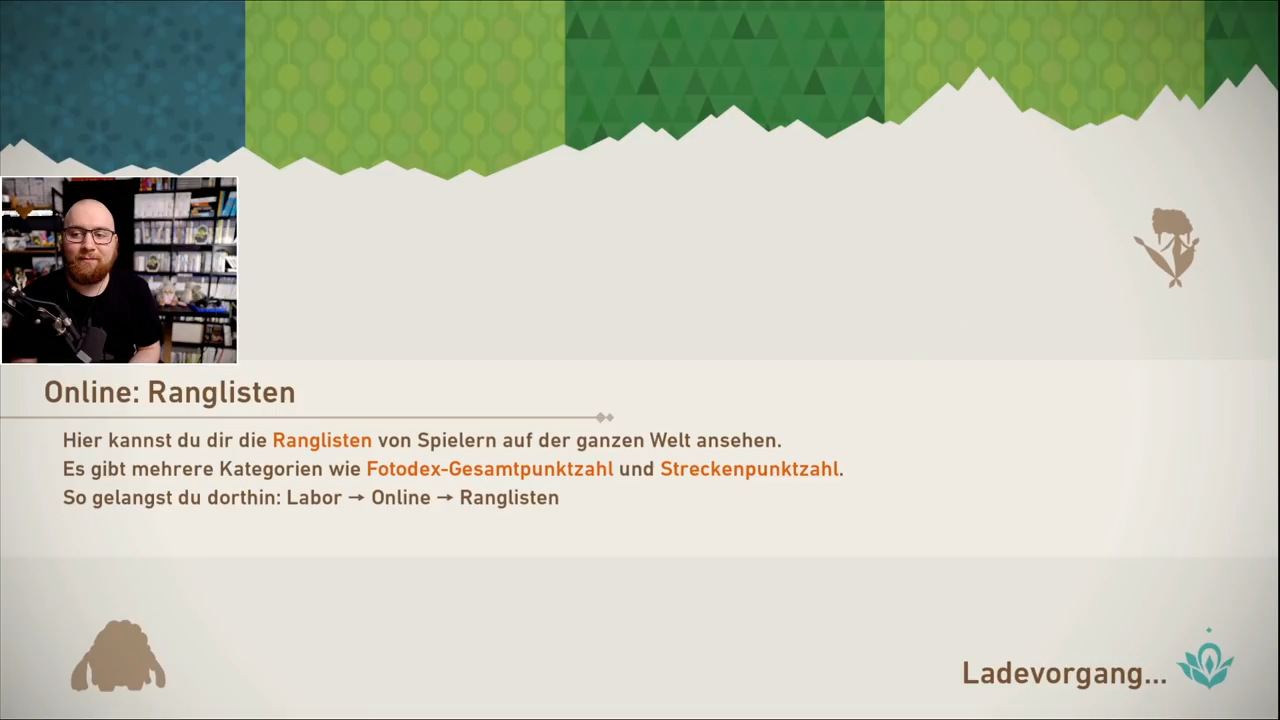 Online: Ranglisten
Hier kannst du dir die Ranglisten von Spielern auf der ganzen Welt ansehen.
Es gibt mehrere Kategorien wie Fotodex-Gesamtpunktzahl und Streckenpunktzahl.
So gelangst du dorthin: Labor → Online → Ranglisten
Ladevorgang...